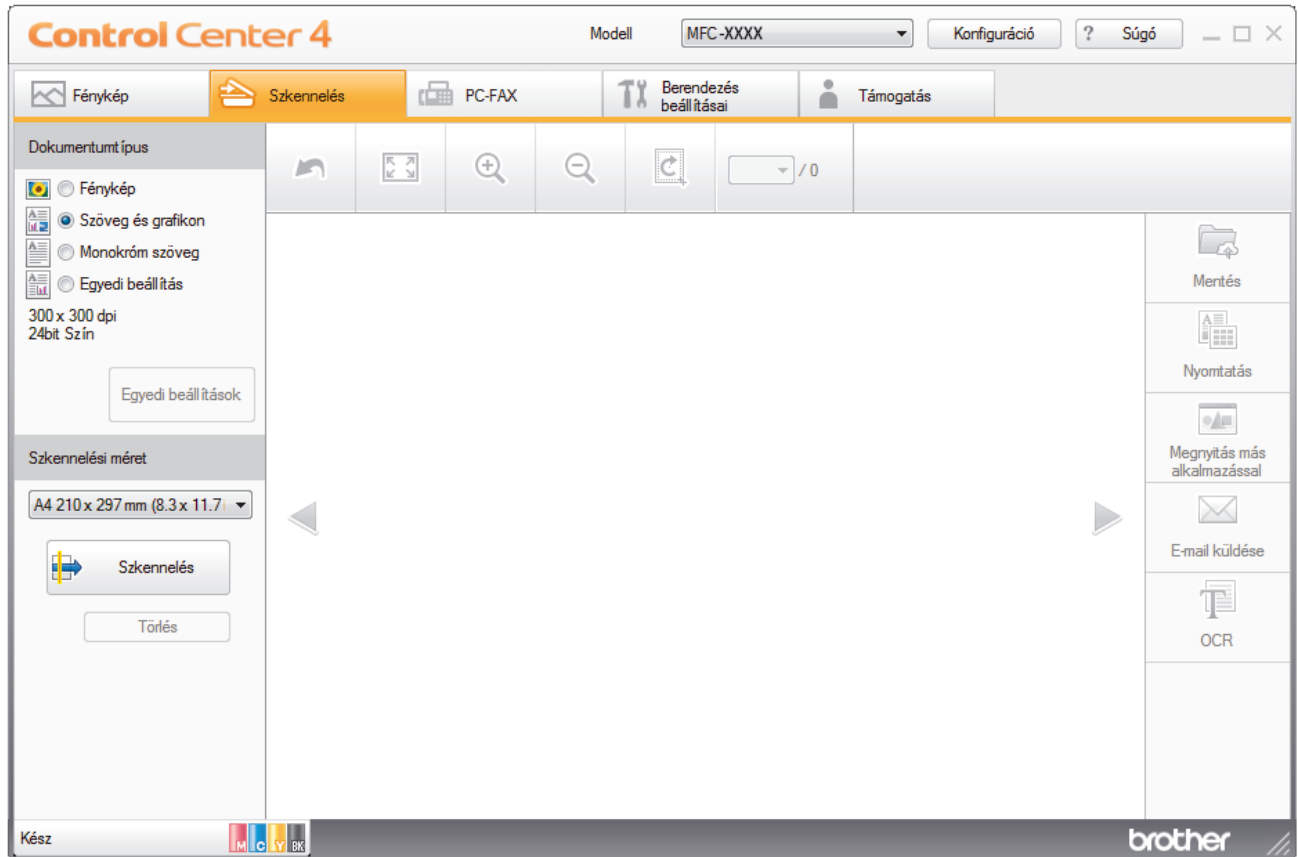 Control Center 4
Modell
MFC-XXXX
Konfiguráció
? Súgó
Fénykép
Szkennelés
PC-FAX
Berendezés
beállításai
Támogatás
Dokumentumtípus
Fénykép
Szöveg és grafikon
Monokróm szöveg
Egyedi beállítás
300 x 300 dpi
24bit Szín
Egyedi beállítások
Szkennelési méret
A4 210 x 297 mm (8.3 x 11.7
Szkennelés
Törlés
/ 0
Mentés
Nyomtatás
Megnyitás más
alkalmazással
E-mail küldése
OCR
Kész
M C Y BK
brother